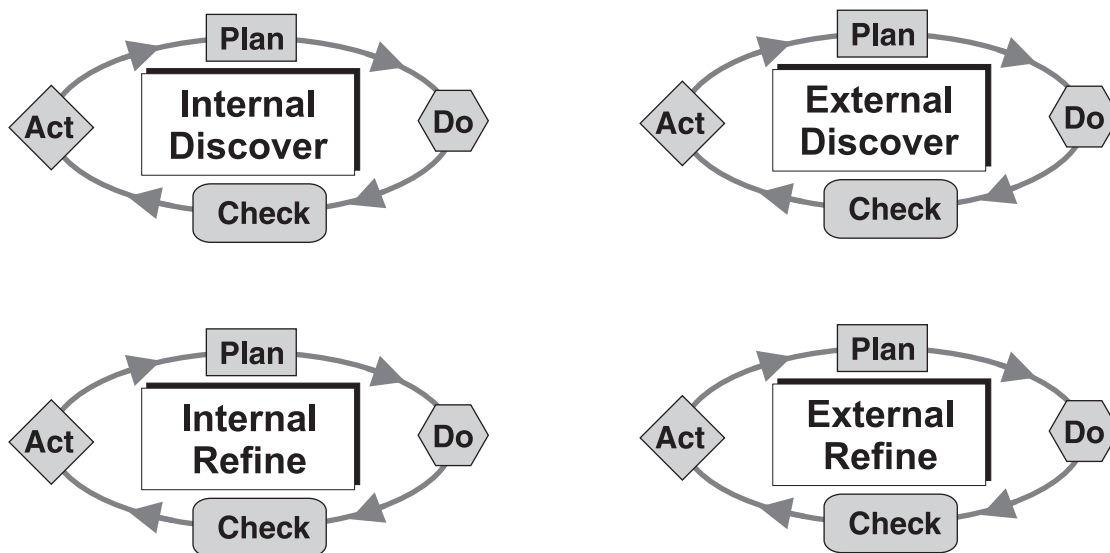 Plan
Internal
Discover
Act
Do
Check
Plan
External
Discover
Act
Do
Check
Plan
Internal
Refine
Act
Do
Check
Plan
External
Refine
Act
Do
Check